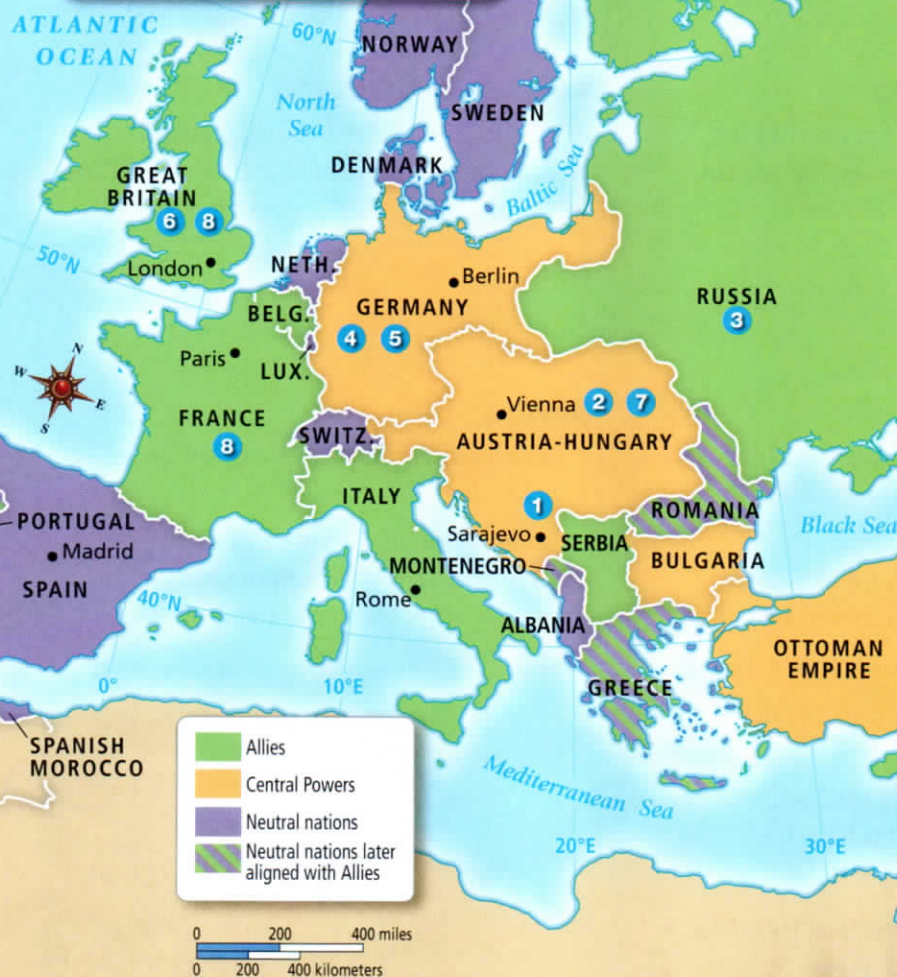 ATLANTIC
OCEAN
60°N
NORWAY
North
Sea
SWEDEN
DENMARK
Baltic Sea
GREAT
BRITAIN
6
8
50°N
London
NETH.
Berlin
BELG.
GERMANY
RUSSIA
3
4
5
Paris
LUX.
N
W
E
S
FRANCE
8
SWITZ.
Vienna
2
7
AUSTRIA-HUNGARY
ITALY
1
ROMANIA
PORTUGAL
Madrid
Sarajevo
SERBIA
Black Sea
MONTENEGRO
BULGARIA
SPAIN
40°N
Rome
ALBANIA
OTTOMAN
EMPIRE
0°
10°E
GREECE
SPANISH
MOROCCO
Allies
Central Powers
Neutral nations
Neutral nations later
aligned with Allies
Mediterranean Sea
20°E
30°E
0
200
400 miles
0
200
400 kilometers